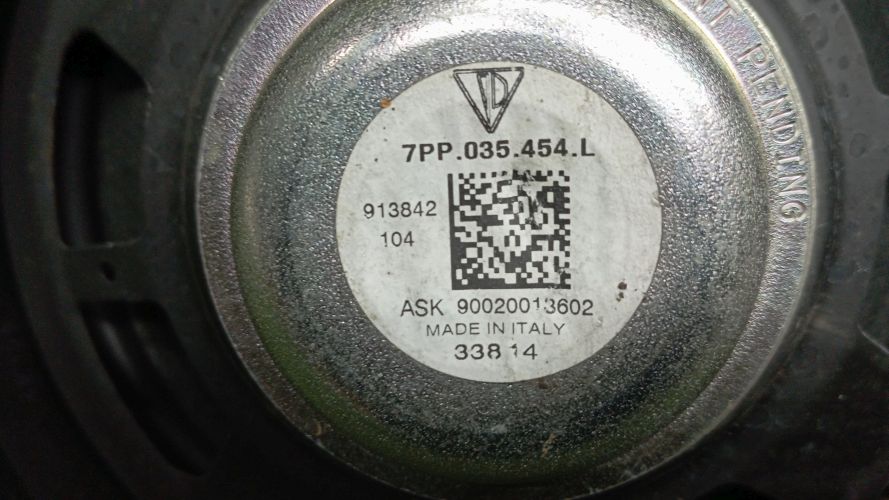 PENDING
7PP.035.454.L
913842
104
ASK 90020013602
MADE IN ITALY
338 14